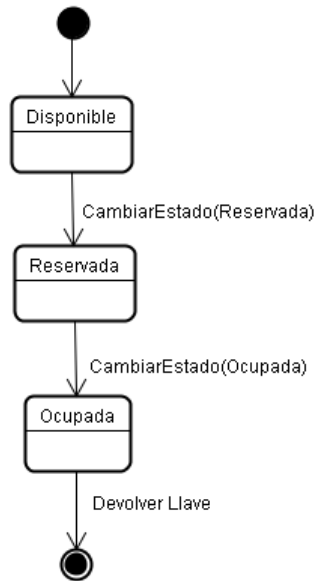 Disponible
CambiarEstado(Reservada)
Reservada
CambiarEstado(Ocupada)
Ocupada
Devolver Llave